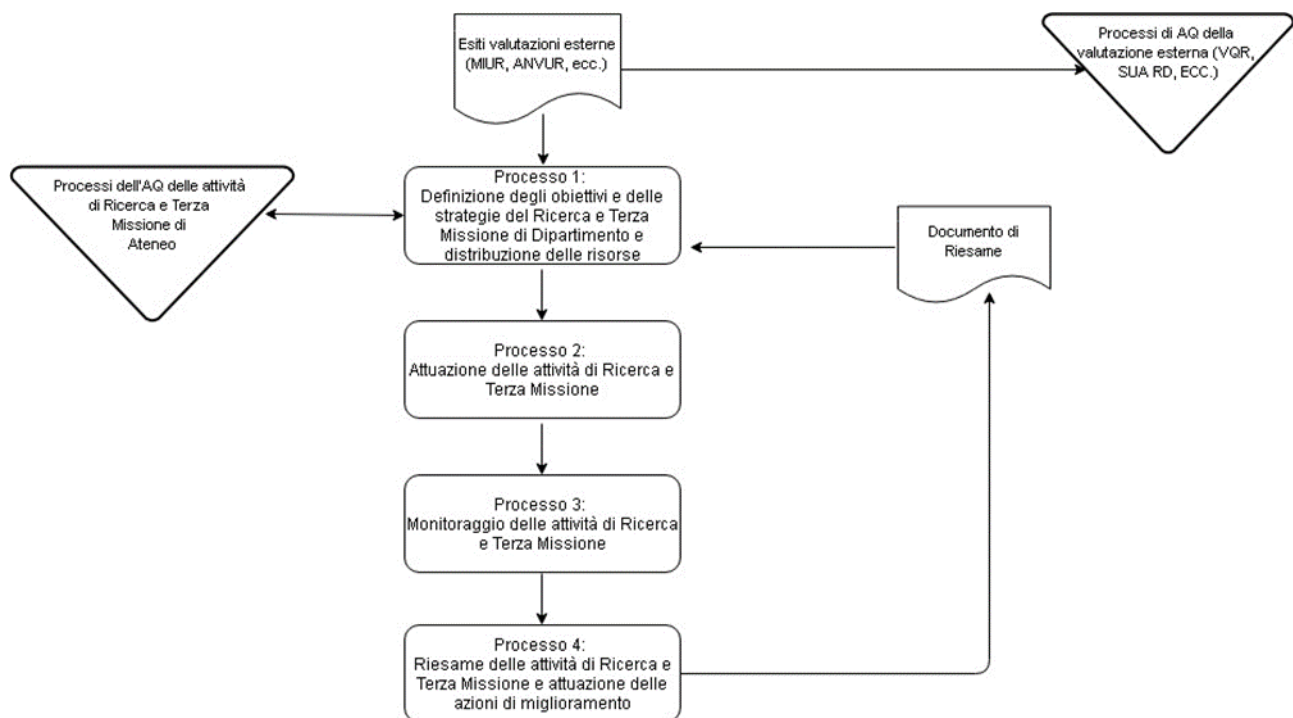 Esiti valutazioni esterne
(MIUR, ANVUR, ecc.)
Processi di AQ della
valutazione esterna (VQR,
SUA RD, ECC.)
Processi dell'AQ delle attività
di Ricerca e Terza
Missione di
Ateneo
Processo 1:
Definizione degli obiettivi e delle
strategie del Ricerca e Terza
Missione di Dipartimento e
distribuzione delle risorse
Documento di
Riesame
Processo 2:
Attuazione delle attività di Ricerca e
Terza Missione
Processo 3:
Monitoraggio delle attività di Ricerca
e Terza Missione
Processo 4:
Riesame delle attività di Ricerca e
Terza Missione e attuazione delle
azioni di miglioramento